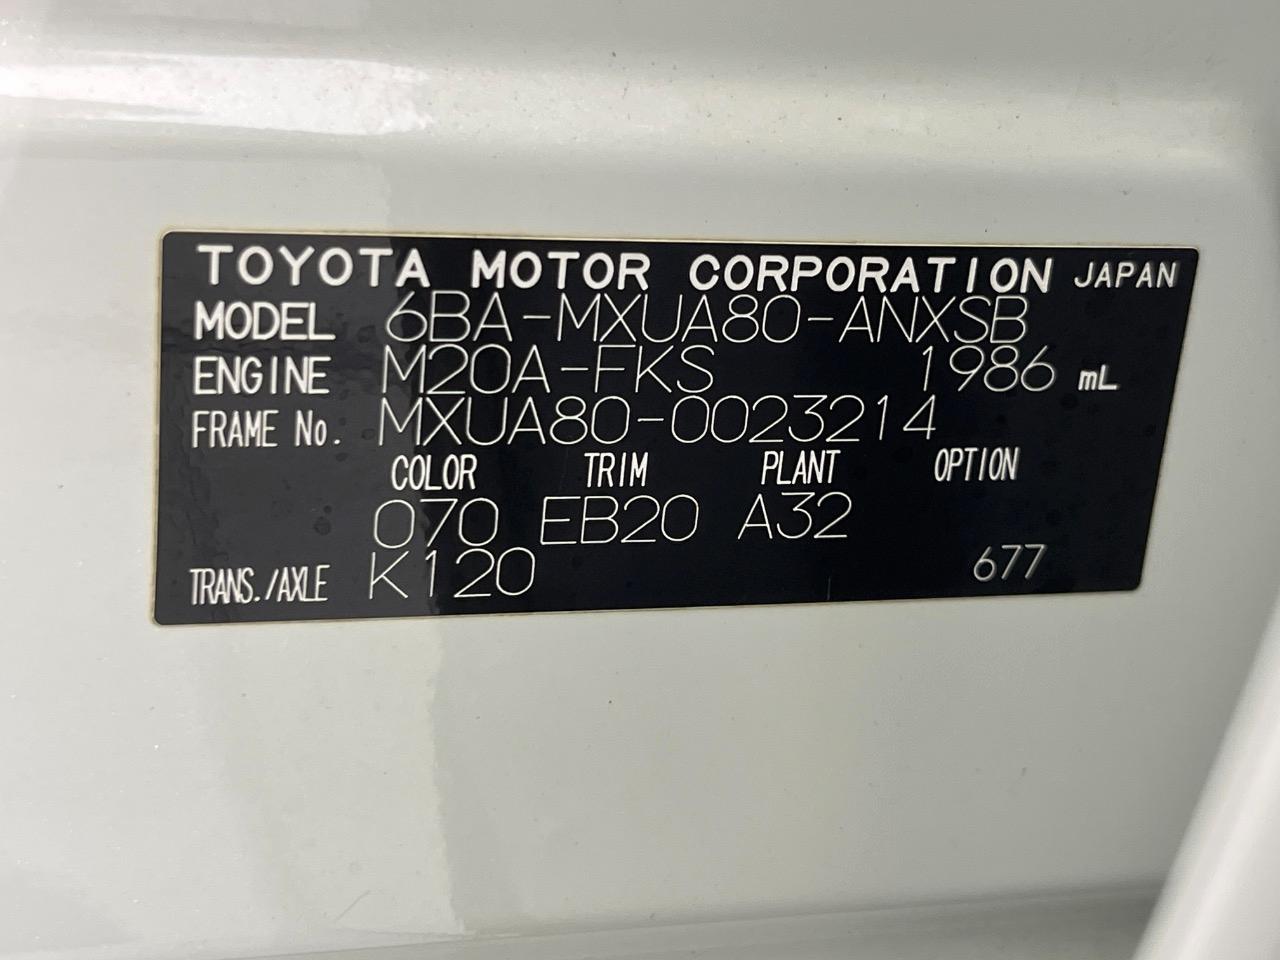 TOYOTA MOTOR CORPORATION JAPAN
MODEL 6BA-MXUA80-ANXSB
ENGINE M20A-FKS 1986 mL
FRAME No. MXUA80-0023214
COLOR TRIM PLANT OPTION
070 EB20 A32
TRANS./AXLE K120 677